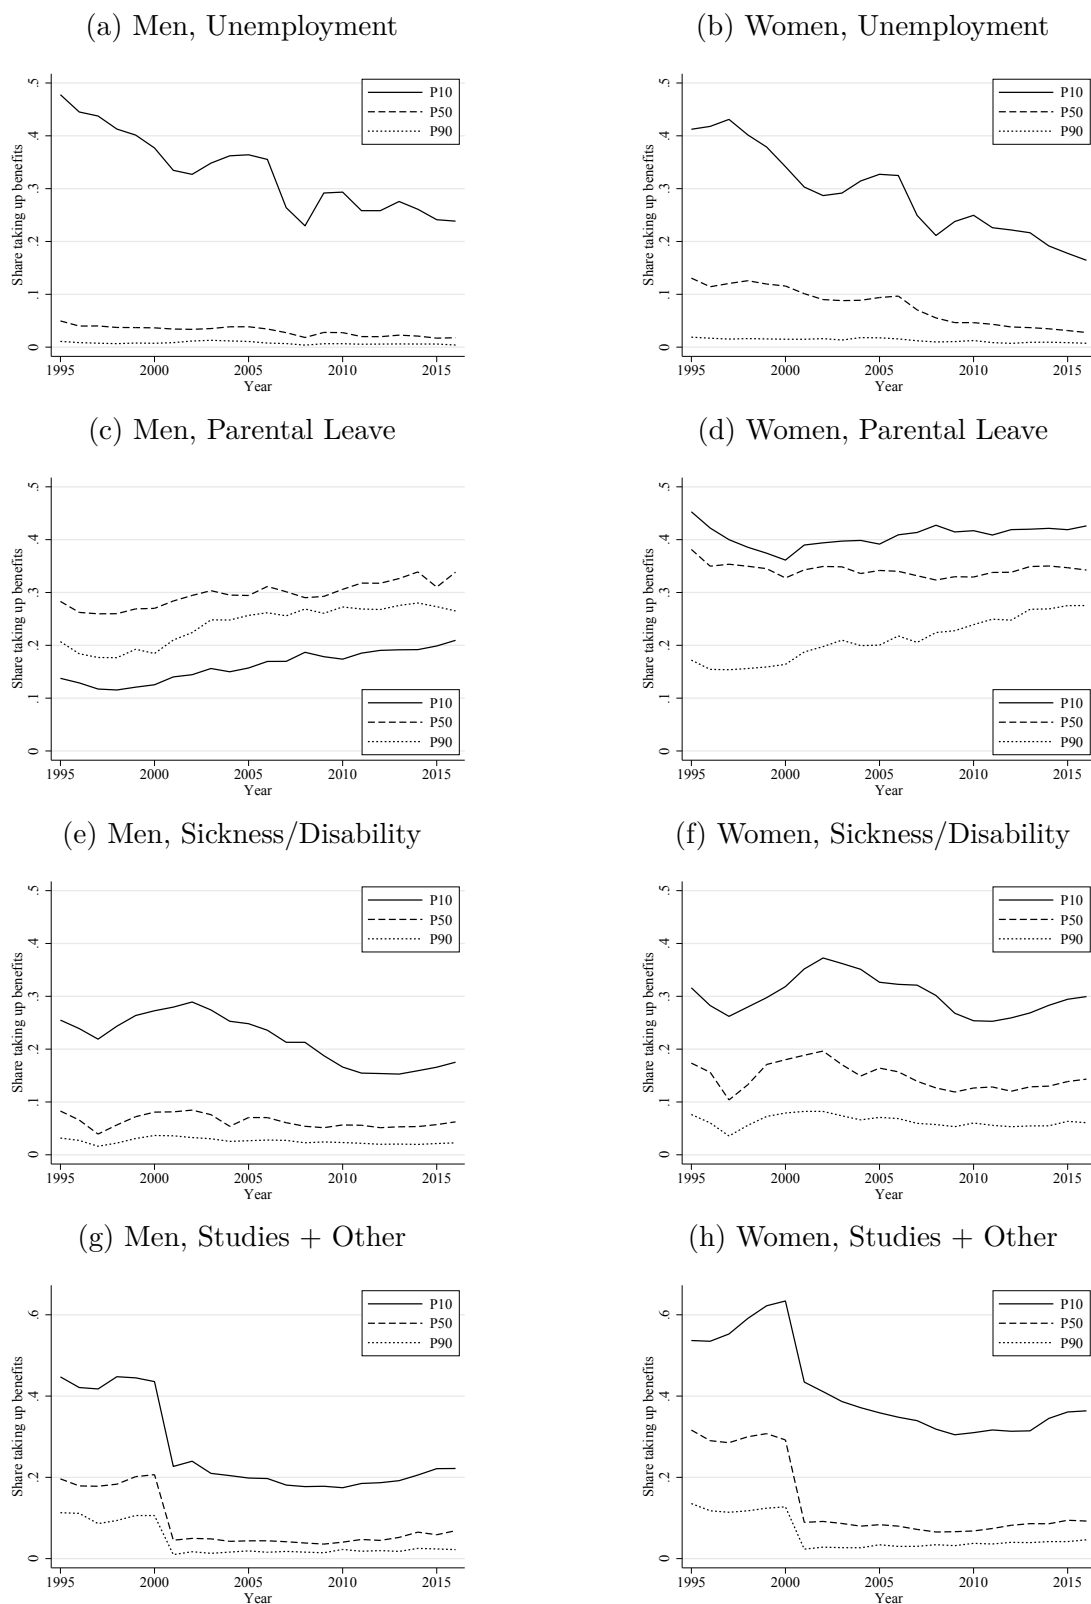 (a) Men, Unemployment
Share taking up benefits
0 .1 .2 .3 .4 .5
P10
P50
P90
1995 2000 2005 2010 2015
Year
(b) Women, Unemployment
Share taking up benefits
0 .1 .2 .3 .4 .5
P10
P50
P90
1995 2000 2005 2010 2015
Year
(c) Men, Parental Leave
Share taking up benefits
0 .1 .2 .3 .4 .5
P10
P50
P90
1995 2000 2005 2010 2015
Year
(d) Women, Parental Leave
Share taking up benefits
0 .1 .2 .3 .4 .5
P10
P50
P90
1995 2000 2005 2010 2015
Year
(e) Men, Sickness/Disability
Share taking up benefits
0 .1 .2 .3 .4 .5
P10
P50
P90
1995 2000 2005 2010 2015
Year
(f) Women, Sickness/Disability
Share taking up benefits
0 .1 .2 .3 .4 .5
P10
P50
P90
1995 2000 2005 2010 2015
Year
(g) Men, Studies + Other
Share taking up benefits
0 .2 .4 .6
P10
P50
P90
1995 2000 2005 2010 2015
Year
(h) Women, Studies + Other
Share taking up benefits
0 .2 .4 .6
P10
P50
P90
1995 2000 2005 2010 2015
Year